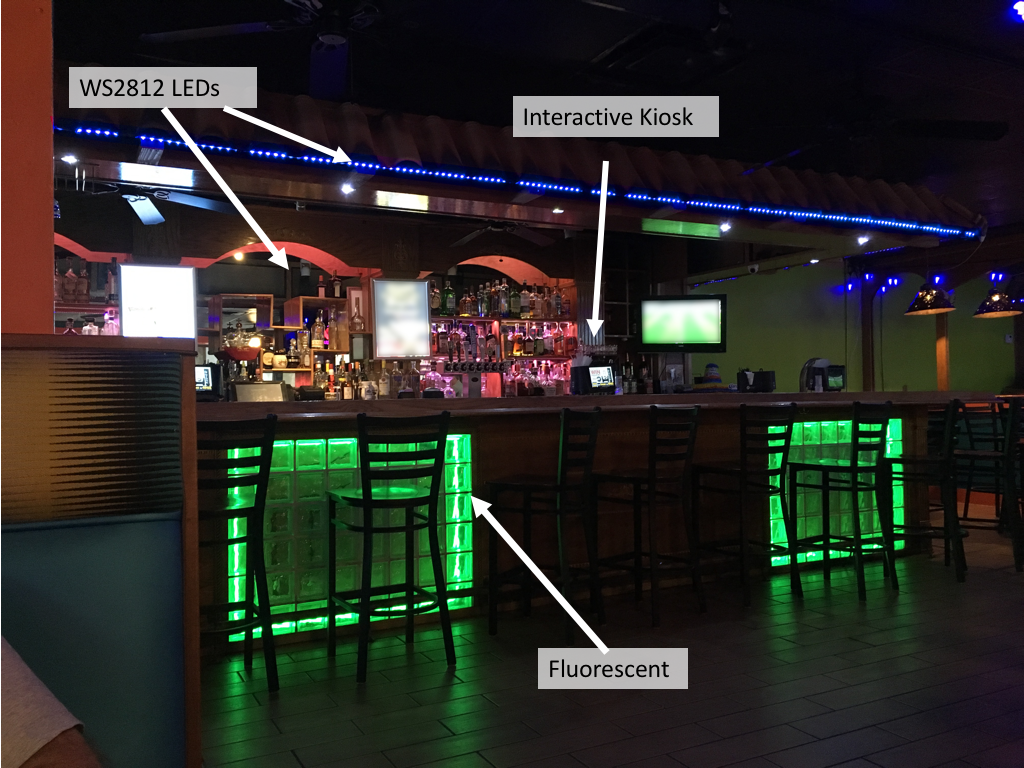 WS2812 LEDs
Interactive Kiosk
Fluorescent